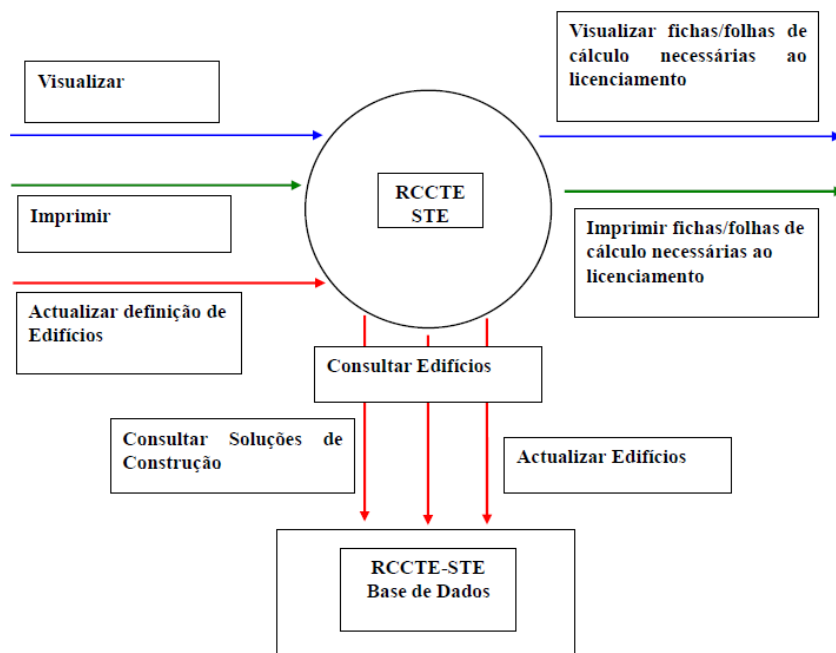 Visualizar
Visualizar fichas/folhas de
cálculo necessárias ao
licenciamento
RCCTE
STE
Imprimir
Imprimir fichas/folhas de
cálculo necessárias ao
licenciamento
Actualizar definição de
Edifícios
Consultar Edifícios
Consultar Soluções de
Construção
Actualizar Edifícios
RCCTE-STE
Base de Dados